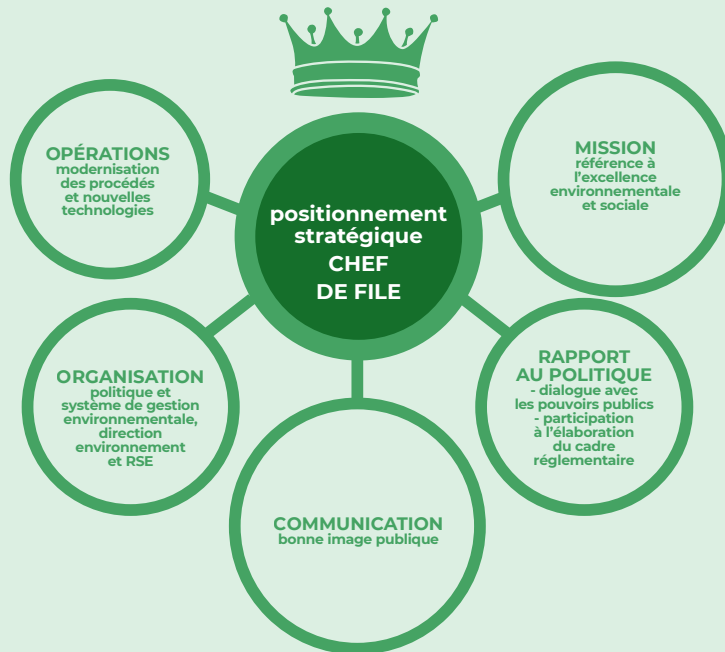 positionnement
stratégique
CHEF
DE FILE
OPÉRATIONS
modernisation
des procédés
et nouvelles
technologies
MISSION
référence à
l'excellence
environnementale
et sociale
ORGANISATION
politique et
système de gestion
environnementale,
direction
environnement
et RSE
RAPPORT
AU POLITIQUE
- dialogue avec
les pouvoirs publics
- participation
à l'élaboration
du cadre
réglementaire
COMMUNICATION
bonne image publique